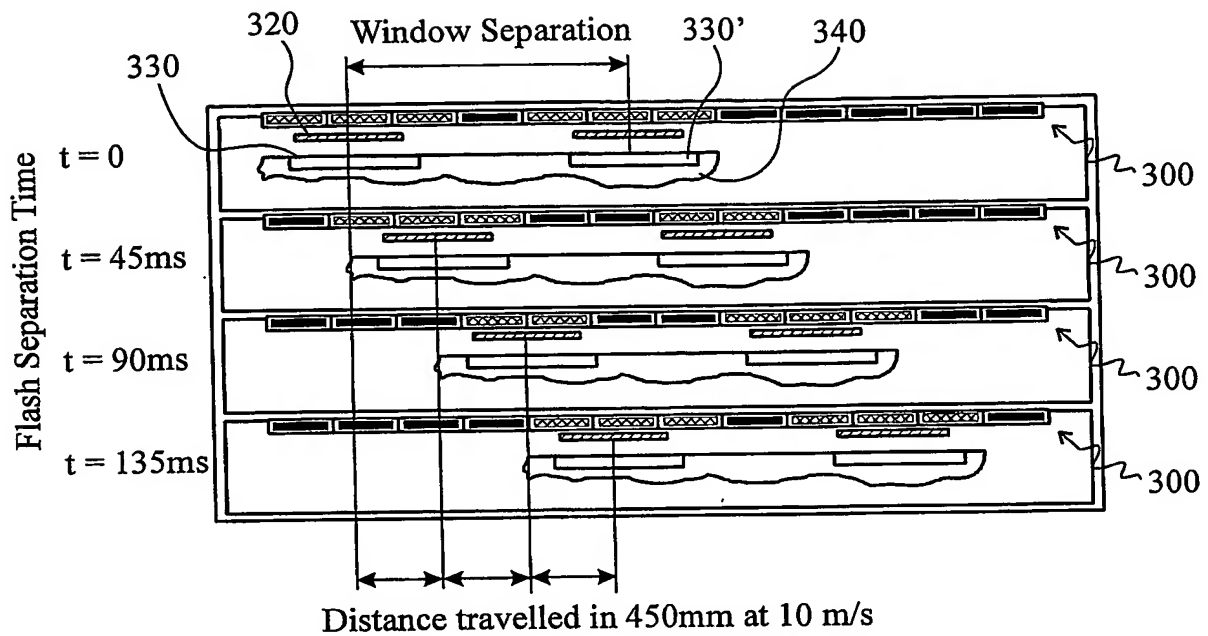 320
Window Separation
330'
340
330
t = 0
300
t = 45ms
300
t = 90ms
300
t = 135ms
300
Flash Separation Time
Distance travelled in 450mm at 10 m/s